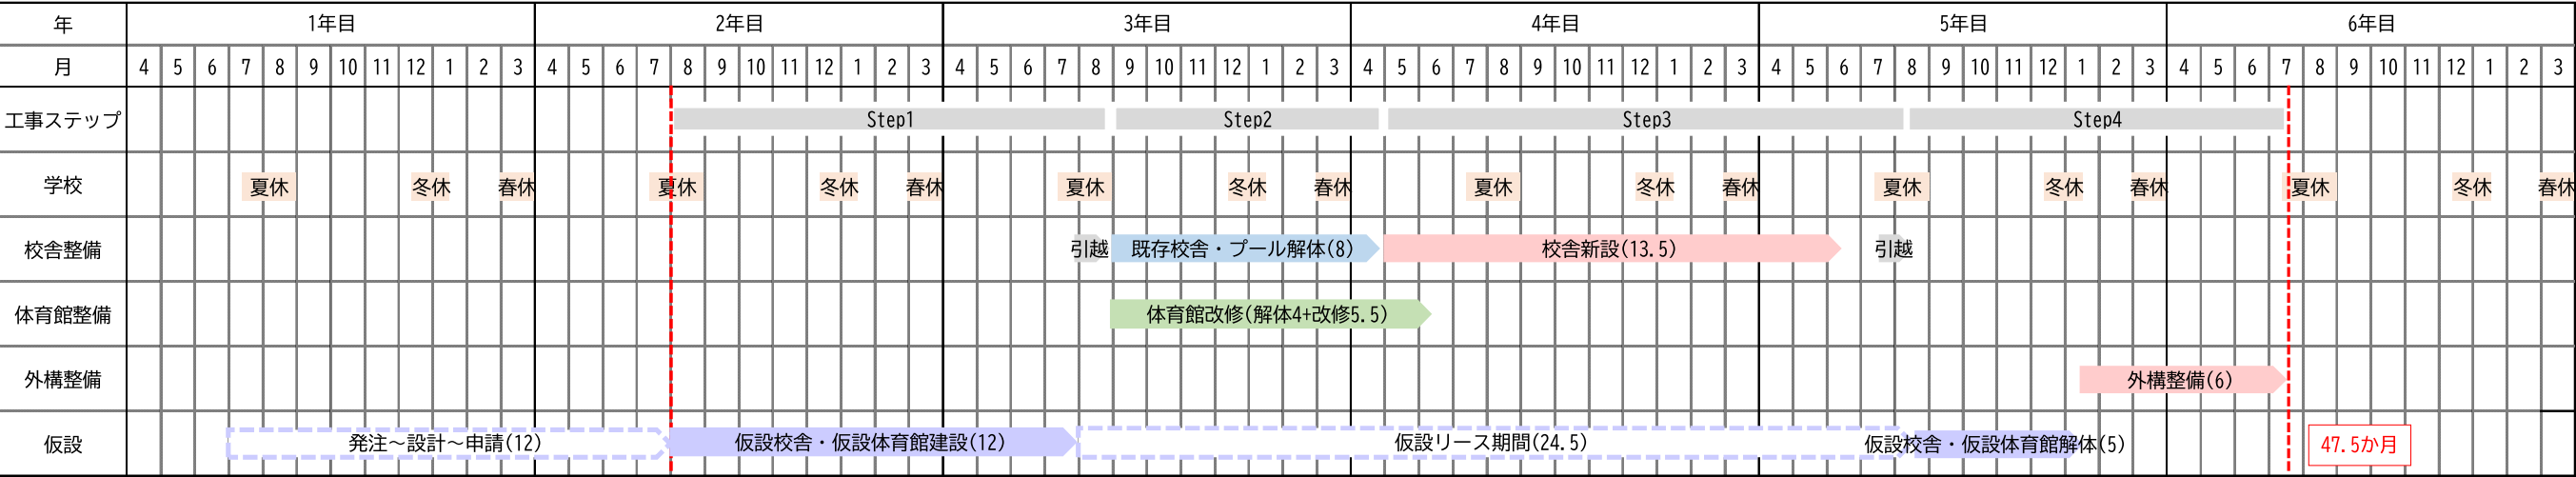 年 1年目 2年目 3年目 4年目 5年目 6年目
月 4 5 6 7 8 9 10 11 12 1 2 3 4 5 6 7 8 9 10 11 12 1 2 3 4 5 6 7 8 9 10 11 12 1 2 3 4 5 6 7 8 9 10 11 12 1 2 3 4 5 6 7 8 9 10 11 12 1 2 3 4 5 6 7 8 9 10 11 12 1 2 3
工事ステップ Step1 Step2 Step3 Step4
学校 夏休 冬休 春休 夏休 冬休 春休 夏休 冬休 春休 夏休 冬休 春休 夏休 冬休 春休 夏休 冬休 春休
校舎整備 引越 既存校舎・プール解体(8) 校舎新設(13.5) 引越
体育館整備 体育館改修(解体4+改修5.5)
外構整備 外構整備(6)
仮設 発注～設計～申請(12) 仮設校舎・仮設体育館建設(12) 仮設リース期間(24.5) 仮設校舎・仮設体育館解体(5) 47.5か月